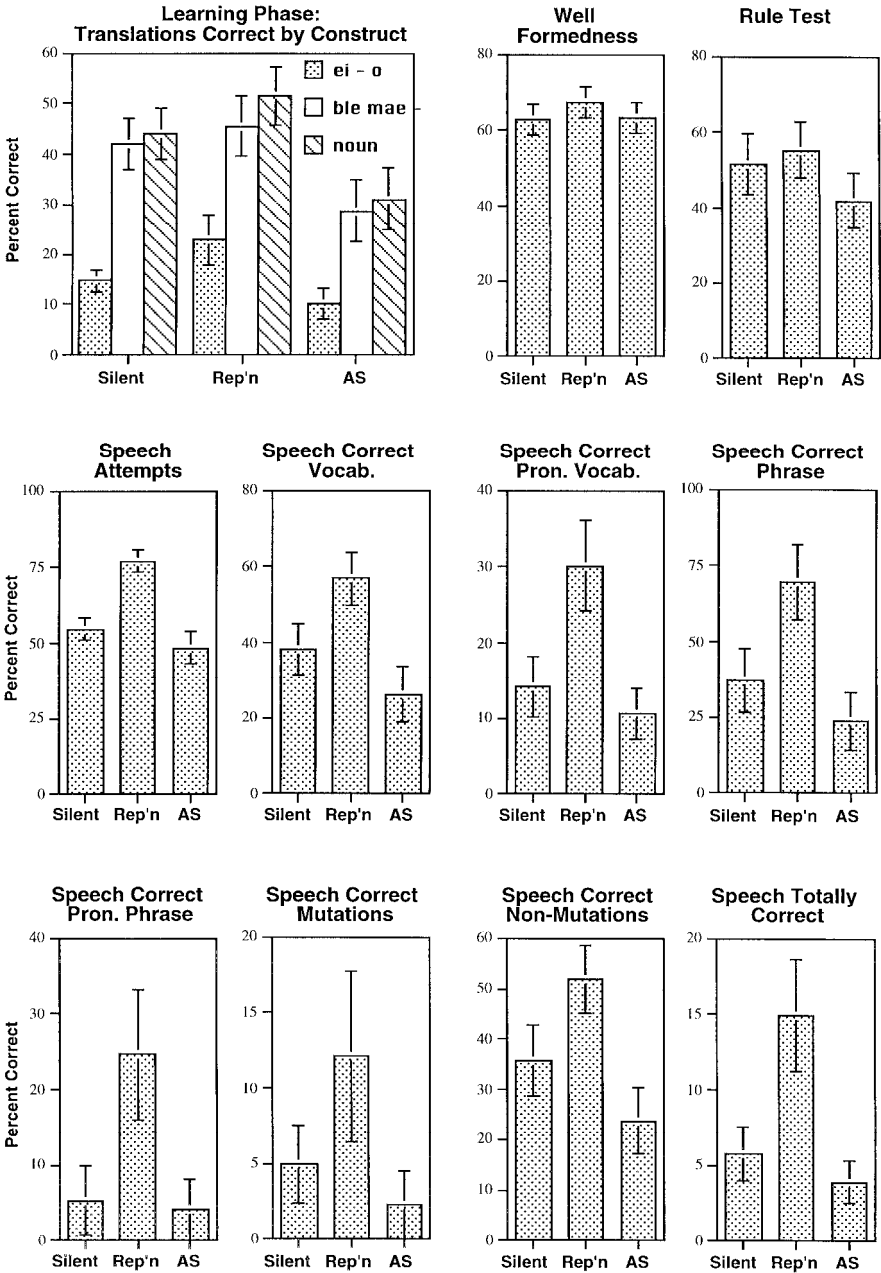 Learning Phase:
Translations Correct by Construct
Percent Correct
60
50
40
30
20
10
0
ei - o
ble mae
noun
Silent Rep'n AS
Well
Formedness
80
60
40
20
0
Silent Rep'n AS
Rule Test
80
60
40
20
0
Silent Rep'n AS
Speech
Attempts
Percent Correct
100
75
50
25
0
Silent Rep'n AS
Speech Correct
Vocab.
80
60
40
20
0
Silent Rep'n AS
Speech Correct
Pron. Vocab.
40
30
20
10
0
Silent Rep'n AS
Speech Correct
Phrase
100
75
50
25
0
Silent Rep'n AS
Speech Correct
Pron. Phrase
Percent Correct
40
30
20
10
0
Silent Rep'n AS
Speech Correct
Mutations
20
15
10
5
0
Silent Rep'n AS
Speech Correct
Non-Mutations
60
50
40
30
20
10
0
Silent Rep'n AS
Speech Totally
Correct
20
15
10
5
0
Silent Rep'n AS